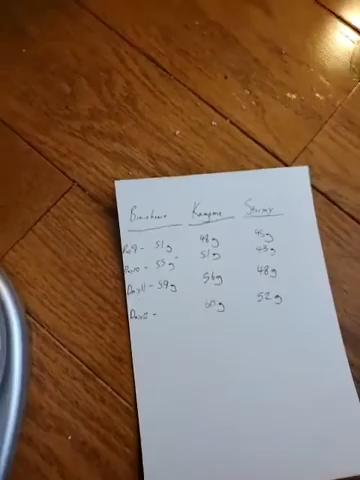 Stormy
Day 9 - 51g 48g 45g
Day 10 - 55g 51g
Day 11 - 59g 56g 48g
Day 12 - 60g 52g